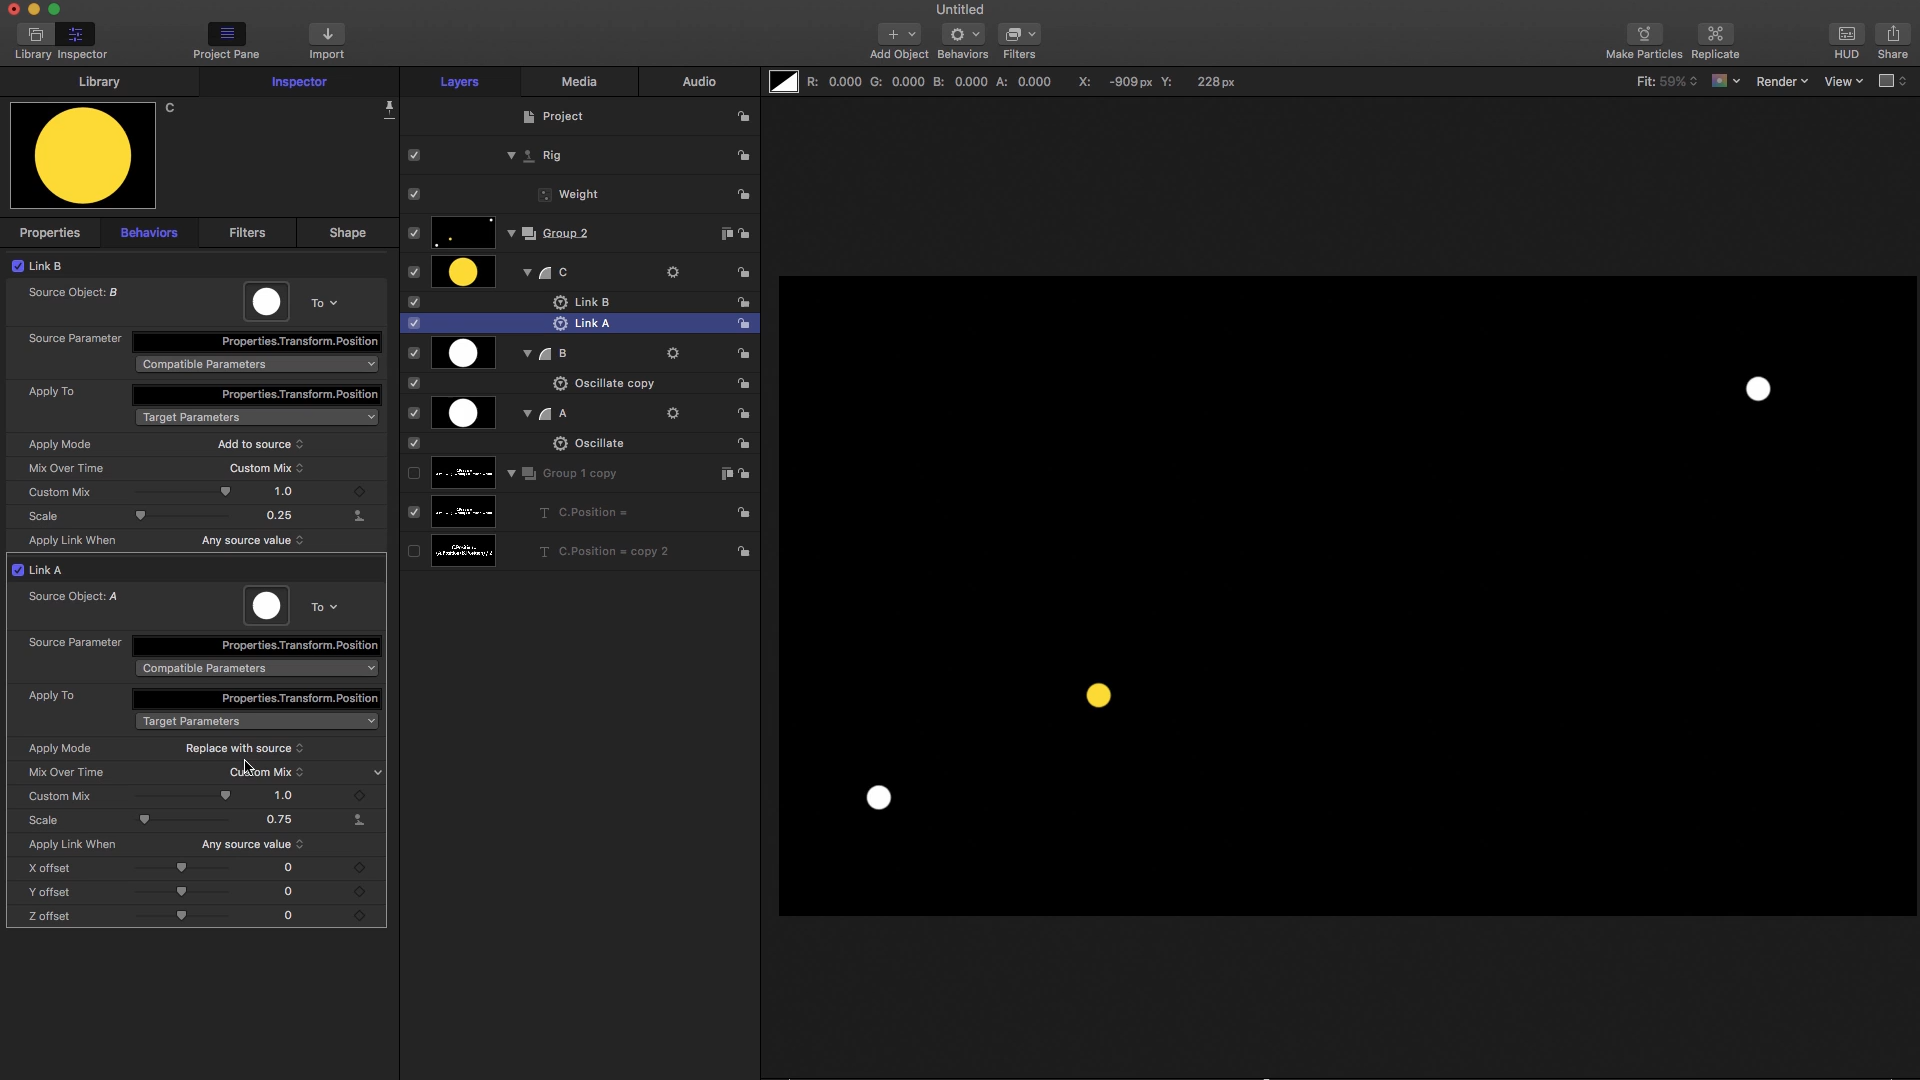 Untitled
Library Inspector
Project Pane
Import
Add Object Behaviors Filters
Make Particles Replicate
HUD Share
Library
Inspector
Layers
Media
Audio
R: 0.000 G: 0.000 B: 0.000 A: 0.000 X: -909 px Y: 228 px
Fit: 59%
Render
View
C
Properties
Behaviors
Filters
Shape
Link B
Source Object: B
To
Source Parameter
Properties.Transform.Position
Compatible Parameters
Apply To
Properties.Transform.Position
Target Parameters
Apply Mode Add to source
Mix Over Time Custom Mix
Custom Mix 1.0
Scale 0.25
Apply Link When Any source value
Link A
Source Object: A
To
Source Parameter
Properties.Transform.Position
Compatible Parameters
Apply To
Properties.Transform.Position
Target Parameters
Apply Mode Replace with source
Mix Over Time Custom Mix
Custom Mix 1.0
Scale 0.75
Apply Link When Any source value
X offset 0
Y offset 0
Z offset 0
Project
Rig
Weight
Group 2
C
Link B
Link A
B
Oscillate copy
A
Oscillate
Group 1 copy
T C.Position =
T C.Position = copy 2